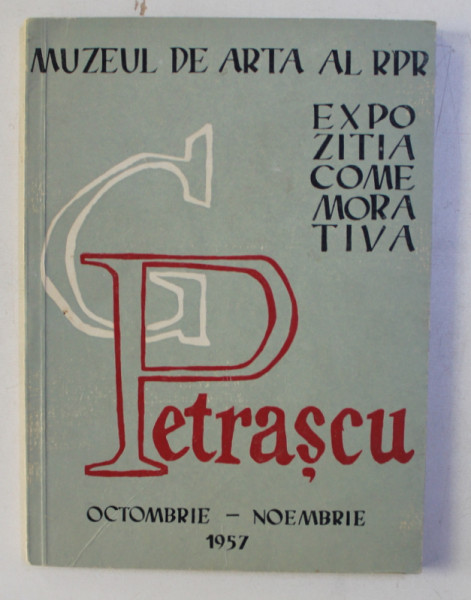 MUZEUL DE ARTA AL RPR
EXPO
ZITIA
COME
MORA
TIVA
G
Petrașcu
OCTOMBRIE – NOEMBRIE
1957